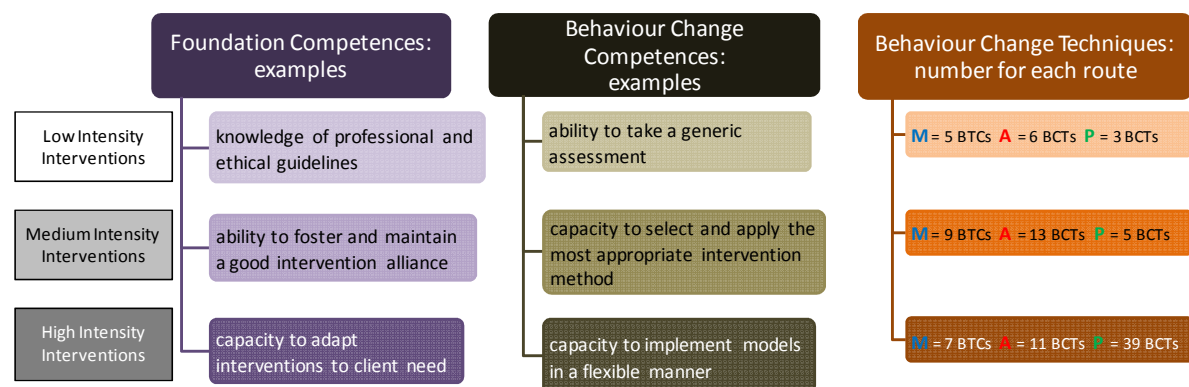 Foundation Competences:
examples
Behaviour Change
Competences:
examples
Behaviour Change Techniques:
number for each route
Low Intensity
Interventions
knowledge of professional and
ethical guidelines
ability to take a generic
assessment
M = 5 BTCs A = 6 BCTs P = 3 BCTs
Medium Intensity
Interventions
ability to foster and maintain
a good intervention alliance
capacity to select and apply the
most appropriate intervention
method
M = 9 BTCs A = 13 BCTs P = 5 BCTs
High Intensity
Interventions
capacity to adapt
interventions to client need
capacity to implement models
in a flexible manner
M = 7 BTCs A = 11 BCTs P = 39 BCTs